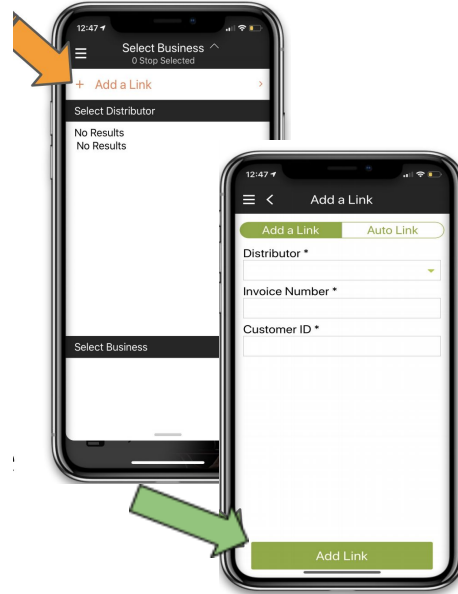 12:47
Select Business
0 Stop Selected
+ Add a Link
Select Distributor
No Results
No Results
Select Business
12:47
Add a Link
Add a Link
Auto Link
Distributor *
Invoice Number *
Customer ID *
Add Link